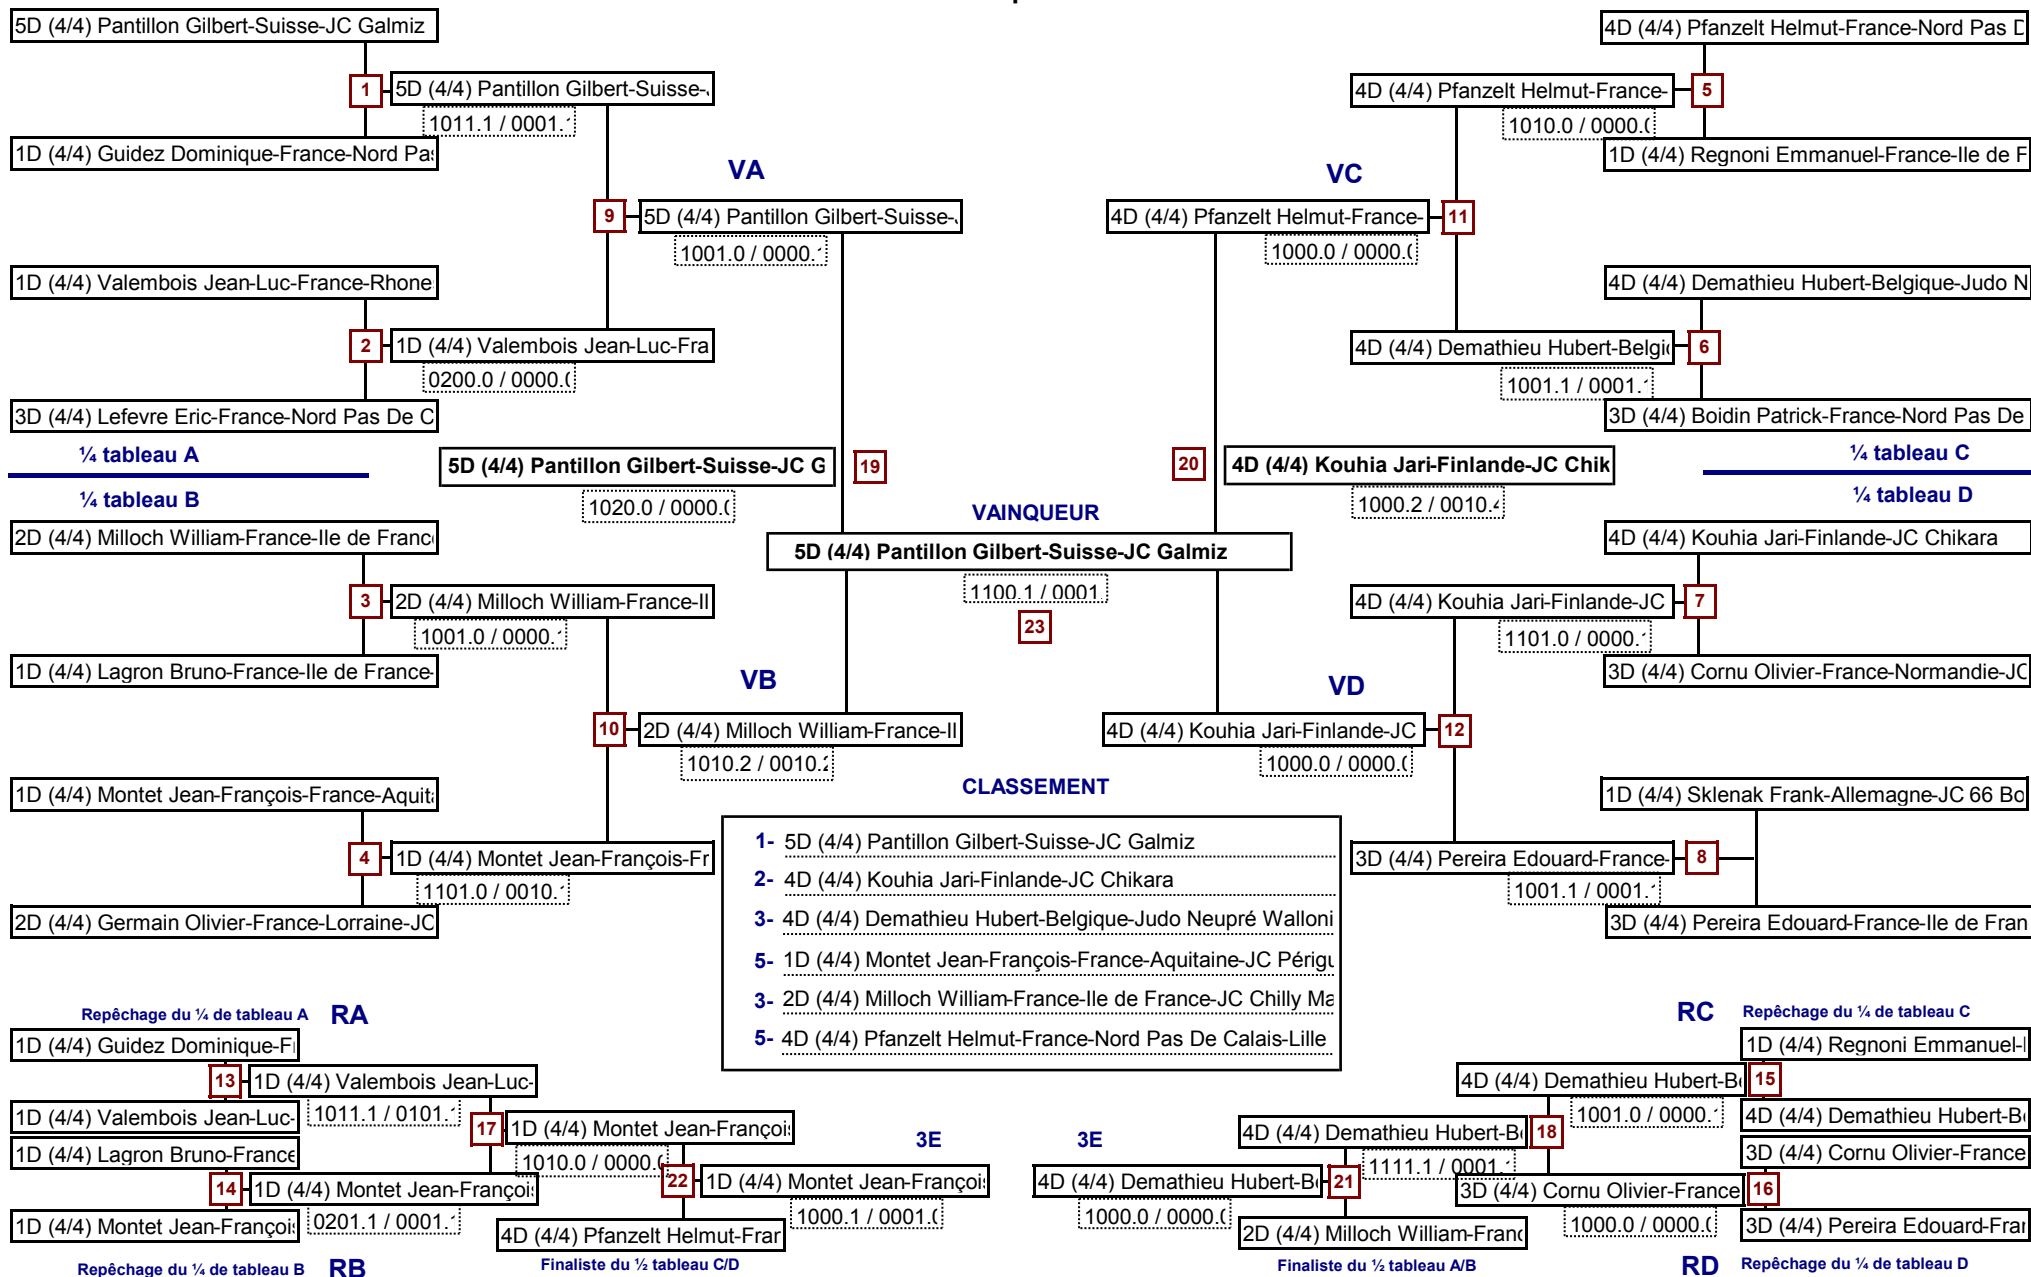 5D (4/4) Pantillon Gilbert-Suisse-JC Galmiz
4D (4/4) Pfanzelt Helmut-France-Nord Pas D
1
5D (4/4) Pantillon Gilbert-Suisse-
4D (4/4) Pfanzelt Helmut-France-
5
1011.1 / 0001.
1010.0 / 0000.
1D (4/4) Guidez Dominique-France-Nord Pas
1D (4/4) Regnoni Emmanuel-France-Ile de F
VA
VC
9
5D (4/4) Pantillon Gilbert-Suisse-
4D (4/4) Pfanzelt Helmut-France-
11
1001.0 / 0000.
1000.0 / 0000.
1D (4/4) Valembois Jean-Luc-France-Rhone
4D (4/4) Demathieu Hubert-Belgique-Judo N
2
1D (4/4) Valembois Jean-Luc-Fra
4D (4/4) Demathieu Hubert-Belgi
6
0200.0 / 0000.
1001.1 / 0001.
3D (4/4) Lefevre Eric-France-Nord Pas De C
3D (4/4) Boidin Patrick-France-Nord Pas De
¼ tableau A
¼ tableau C
5D (4/4) Pantillon Gilbert-Suisse-JC G
19
20
4D (4/4) Kouhia Jari-Finlande-JC Chik
¼ tableau B
¼ tableau D
1020.0 / 0000.
1000.2 / 0010.
VAINQUEUR
2D (4/4) Milloch William-France-Ile de Franc
4D (4/4) Kouhia Jari-Finlande-JC Chikara
5D (4/4) Pantillon Gilbert-Suisse-JC Galmiz
1100.1 / 0001.
3
2D (4/4) Milloch William-France-Il
23
4D (4/4) Kouhia Jari-Finlande-JC
7
1001.0 / 0000.
1101.0 / 0000.
1D (4/4) Lagron Bruno-France-Ile de France-
3D (4/4) Cornu Olivier-France-Normandie-JC
VB
VD
10
2D (4/4) Milloch William-France-Il
4D (4/4) Kouhia Jari-Finlande-JC
12
1010.2 / 0010.
1000.0 / 0000.
CLASSEMENT
1D (4/4) Montet Jean-François-France-Aquit
1D (4/4) Sklenak Frank-Allemagne-JC 66 Bo
1- 5D (4/4) Pantillon Gilbert-Suisse-JC Galmiz
4
1D (4/4) Montet Jean-François-Fr
3D (4/4) Pereira Edouard-France-
8
2- 4D (4/4) Kouhia Jari-Finlande-JC Chikara
1101.0 / 0010.
1001.1 / 0001.
3- 4D (4/4) Demathieu Hubert-Belgique-Judo Neupré Walloni
2D (4/4) Germain Olivier-France-Lorraine-JC
3D (4/4) Pereira Edouard-France-Ile de Fran
5- 1D (4/4) Montet Jean-François-France-Aquitaine-JC Périgu
3- 2D (4/4) Milloch William-France-Ile de France-JC Chilly Ma
5- 4D (4/4) Pfanzelt Helmut-France-Nord Pas De Calais-Lille
Repêchage du ¼ de tableau A RA
RC Repêchage du ¼ de tableau C
1D (4/4) Guidez Dominique-F
1D (4/4) Regnoni Emmanuel-
13
1D (4/4) Valembois Jean-Luc-
4D (4/4) Demathieu Hubert-B
15
1D (4/4) Valembois Jean-Luc-
1011.1 / 0101.
1001.0 / 0000.
4D (4/4) Demathieu Hubert-B
17
1D (4/4) Montet Jean-François
3E
3E
4D (4/4) Demathieu Hubert-B
18
1D (4/4) Lagron Bruno-France
3D (4/4) Cornu Olivier-France
1010.0 / 0000.
1111.1 / 0001.
14
1D (4/4) Montet Jean-François
22
1D (4/4) Montet Jean-François
4D (4/4) Demathieu Hubert-B
21
3D (4/4) Cornu Olivier-France
16
1D (4/4) Montet Jean-François
0201.1 / 0001.
1000.1 / 0001.
1000.0 / 0000.
1000.0 / 0000.
3D (4/4) Pereira Edouard-Fra
4D (4/4) Pfanzelt Helmut-Fran
2D (4/4) Milloch William-Franc
Repêchage du ¼ de tableau B RB
Finaliste du ½ tableau C/D
Finaliste du ½ tableau A/B
RD Repêchage du ¼ de tableau D